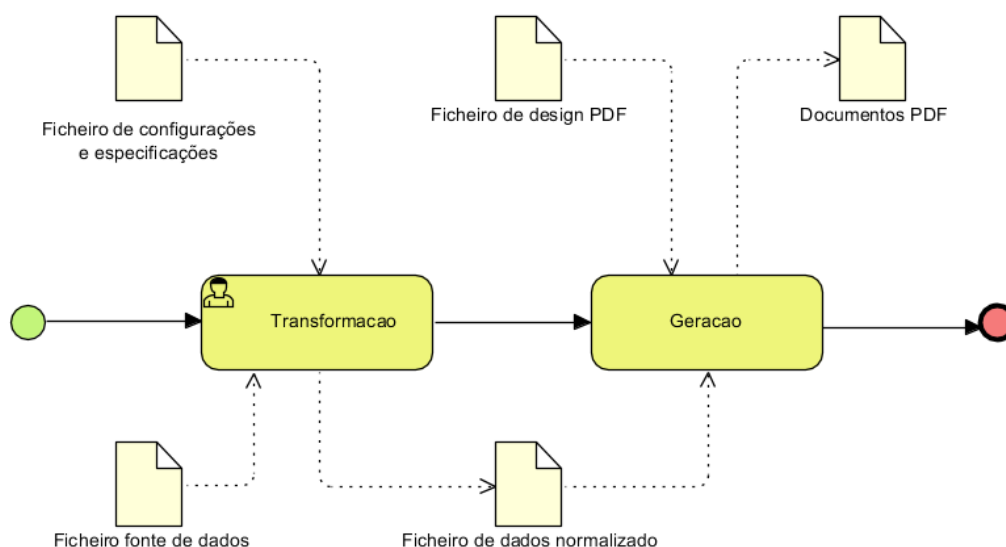 Ficheiro de configurações
e especificações
Ficheiro de design PDF
Documentos PDF
Transformacao
Geracao
Ficheiro fonte de dados
Ficheiro de dados normalizado